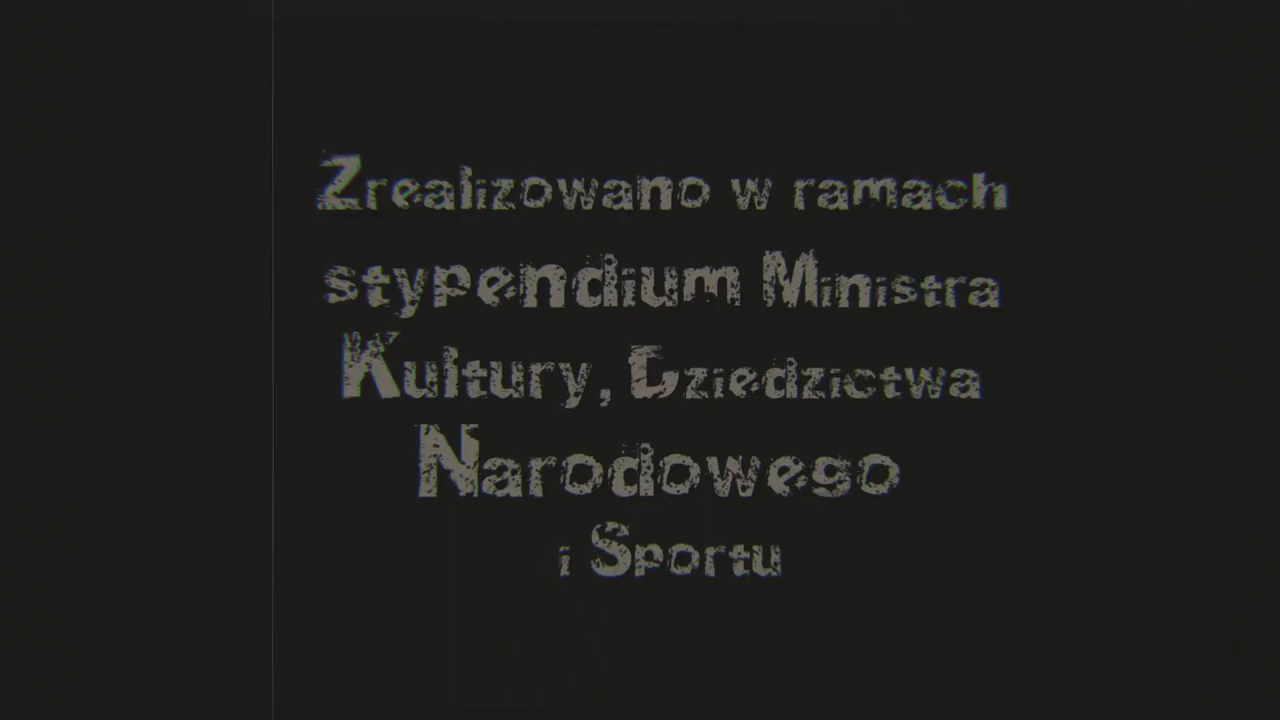 Zrealizowano w ramach
stypendium Ministra
Kultury, Dziedzictwa
Narodowego
i Sportu